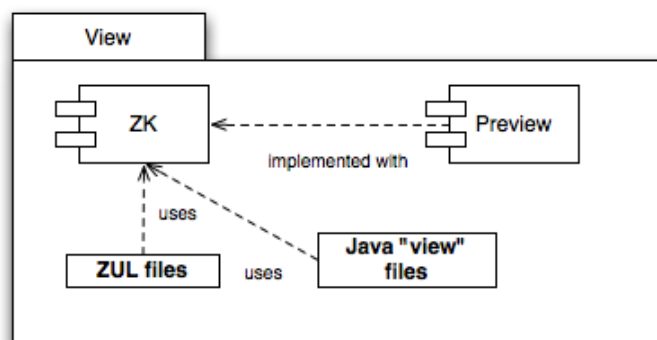 View
ZK
Preview
implemented with
uses
ZUL files
uses
Java "view"
files